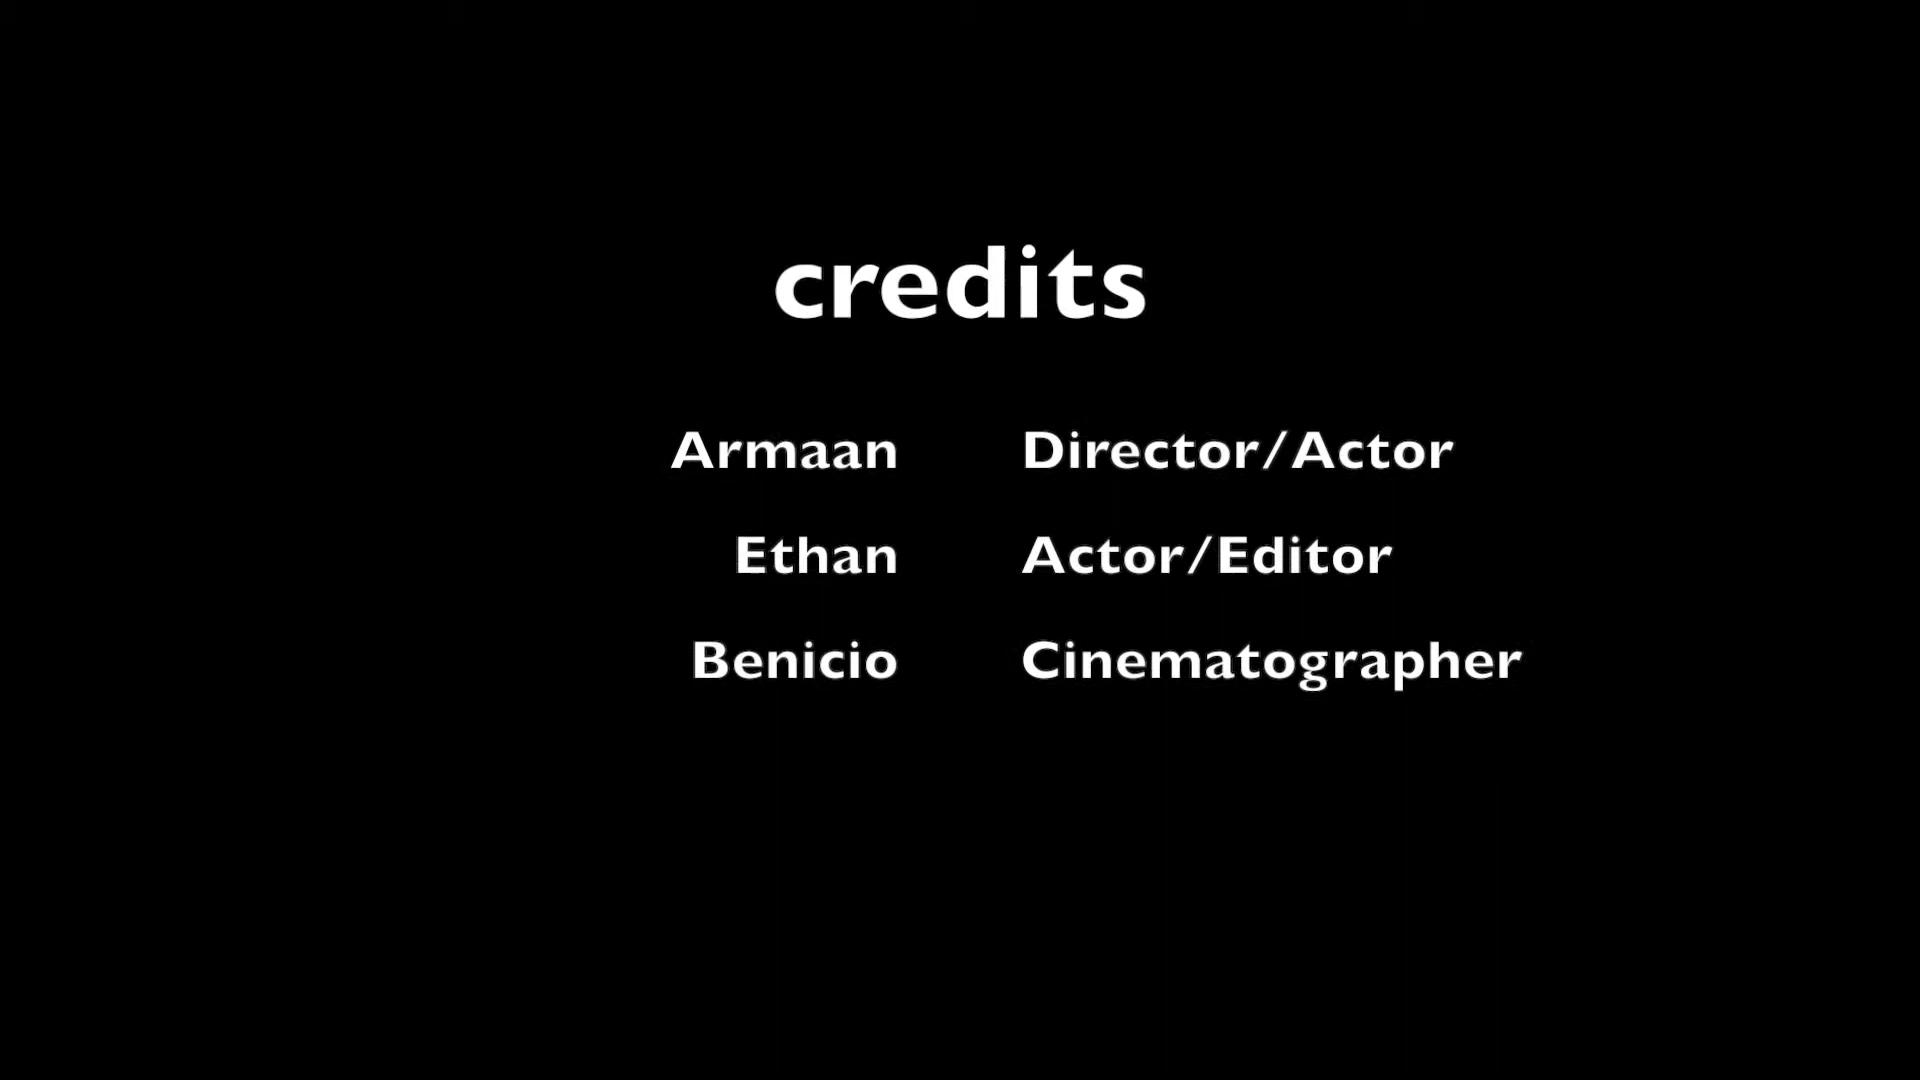 credits
Armaan Director/Actor
Ethan Actor/Editor
Benicio Cinematographer